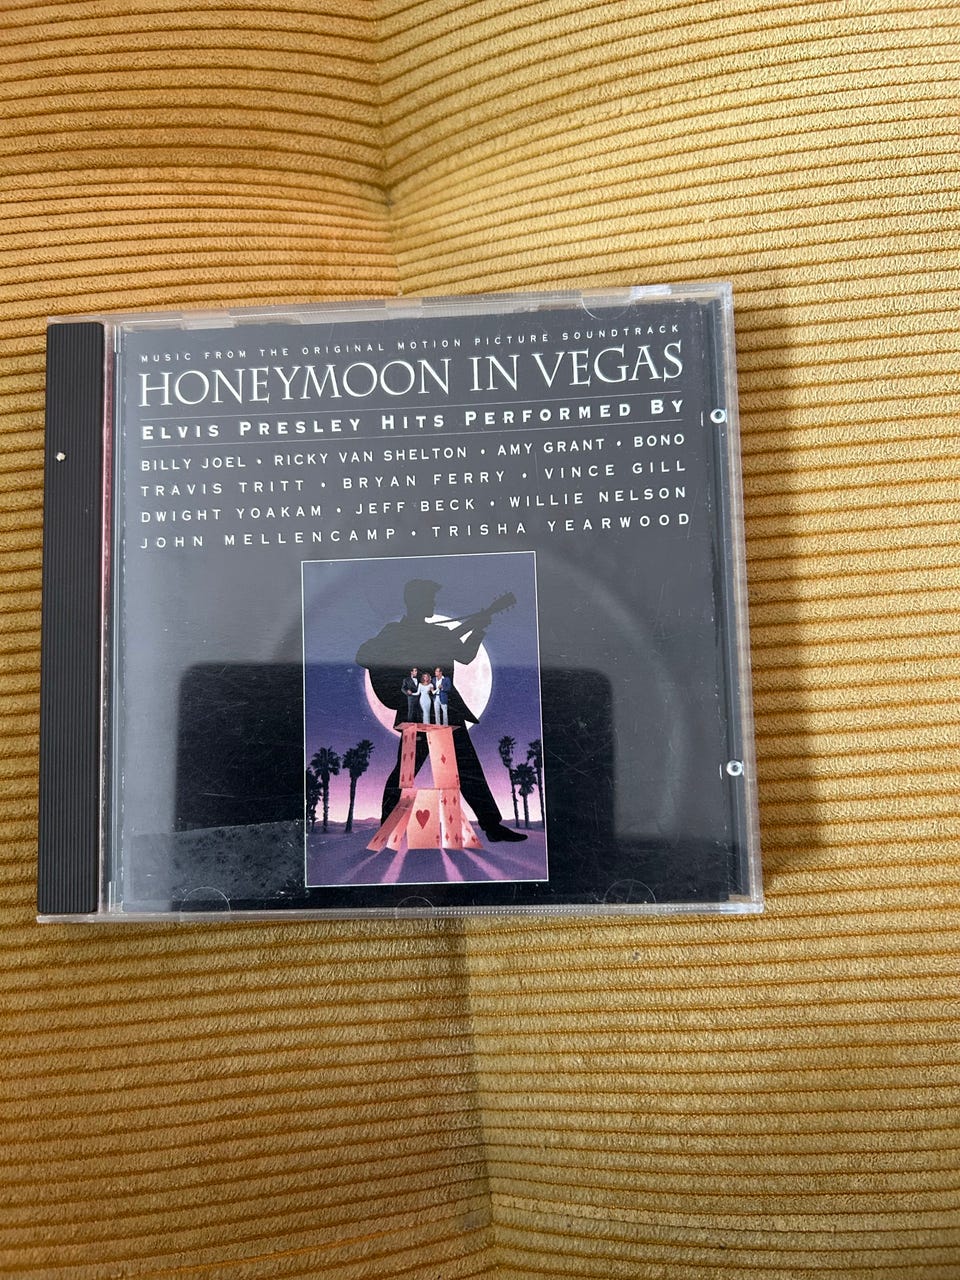 MUSIC FROM THE ORIGINAL MOTION PICTURE SOUNDTRACK
HONEYMOON IN VEGAS
ELVIS PRESLEY HITS PERFORMED BY
BILLY JOEL • RICKY VAN SHELTON • AMY GRANT • BONO
TRAVIS TRITT • BRYAN FERRY • VINCE GILL
DWIGHT YOAKAM • JEFF BECK • WILLIE NELSON
JOHN MELLENCAMP • TRISHA YEARWOOD